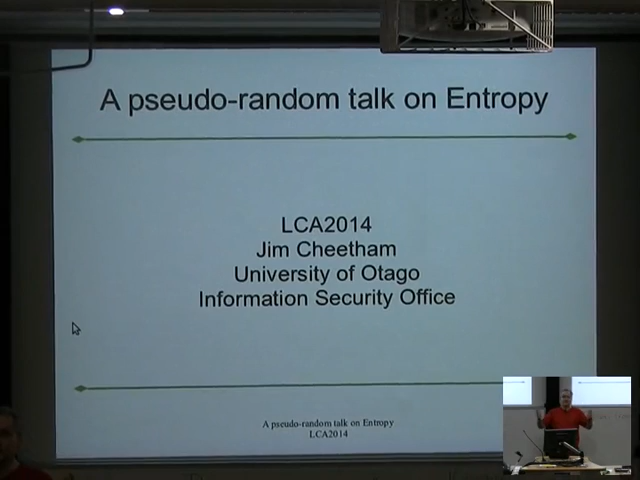 A pseudo-random talk on Entropy
LCA2014
Jim Cheetham
University of Otago
Information Security Office
A pseudo-random talk on Entropy
LCA2014